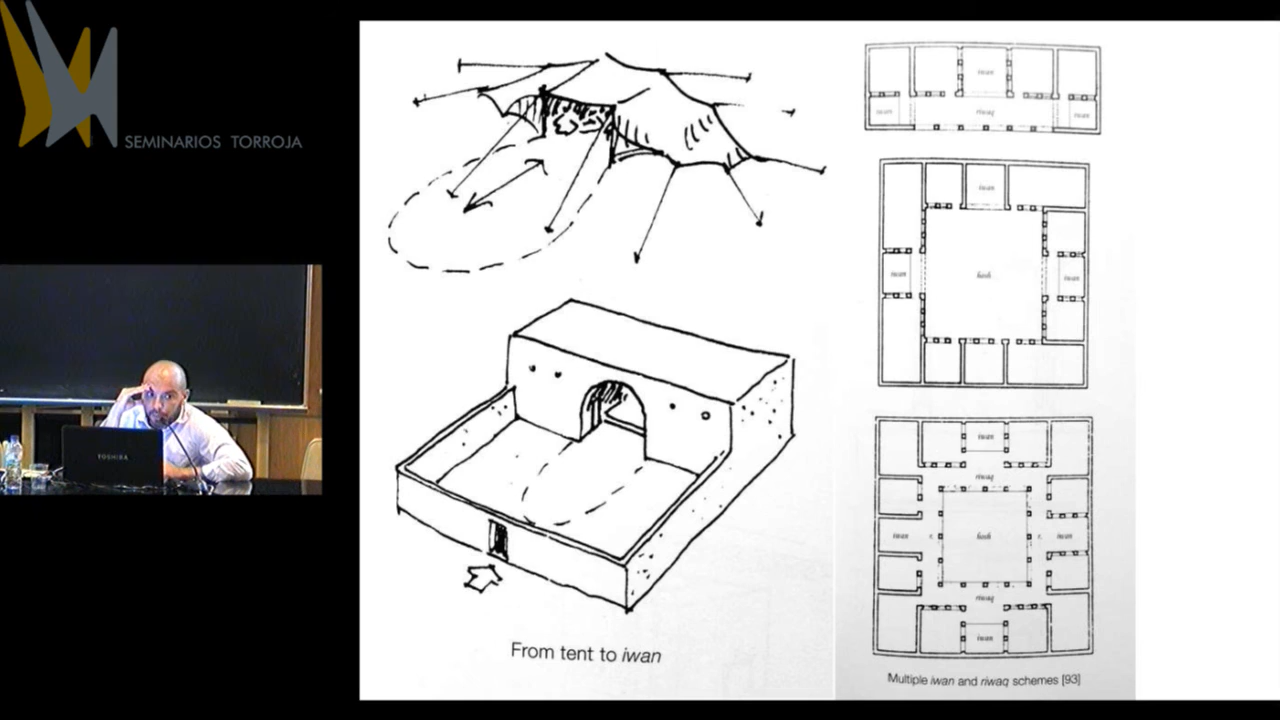 SEMINARIOS TORROJA
TOSHIBA
From tent to iwan
iwan
iwan
riwaq
iwan
iwan
iwan
hosh
iwan
iwan
riwaq
iwan
r.
hosh
r.
iwan
riwaq
iwan
Multiple iwan and riwaq schemes [93]